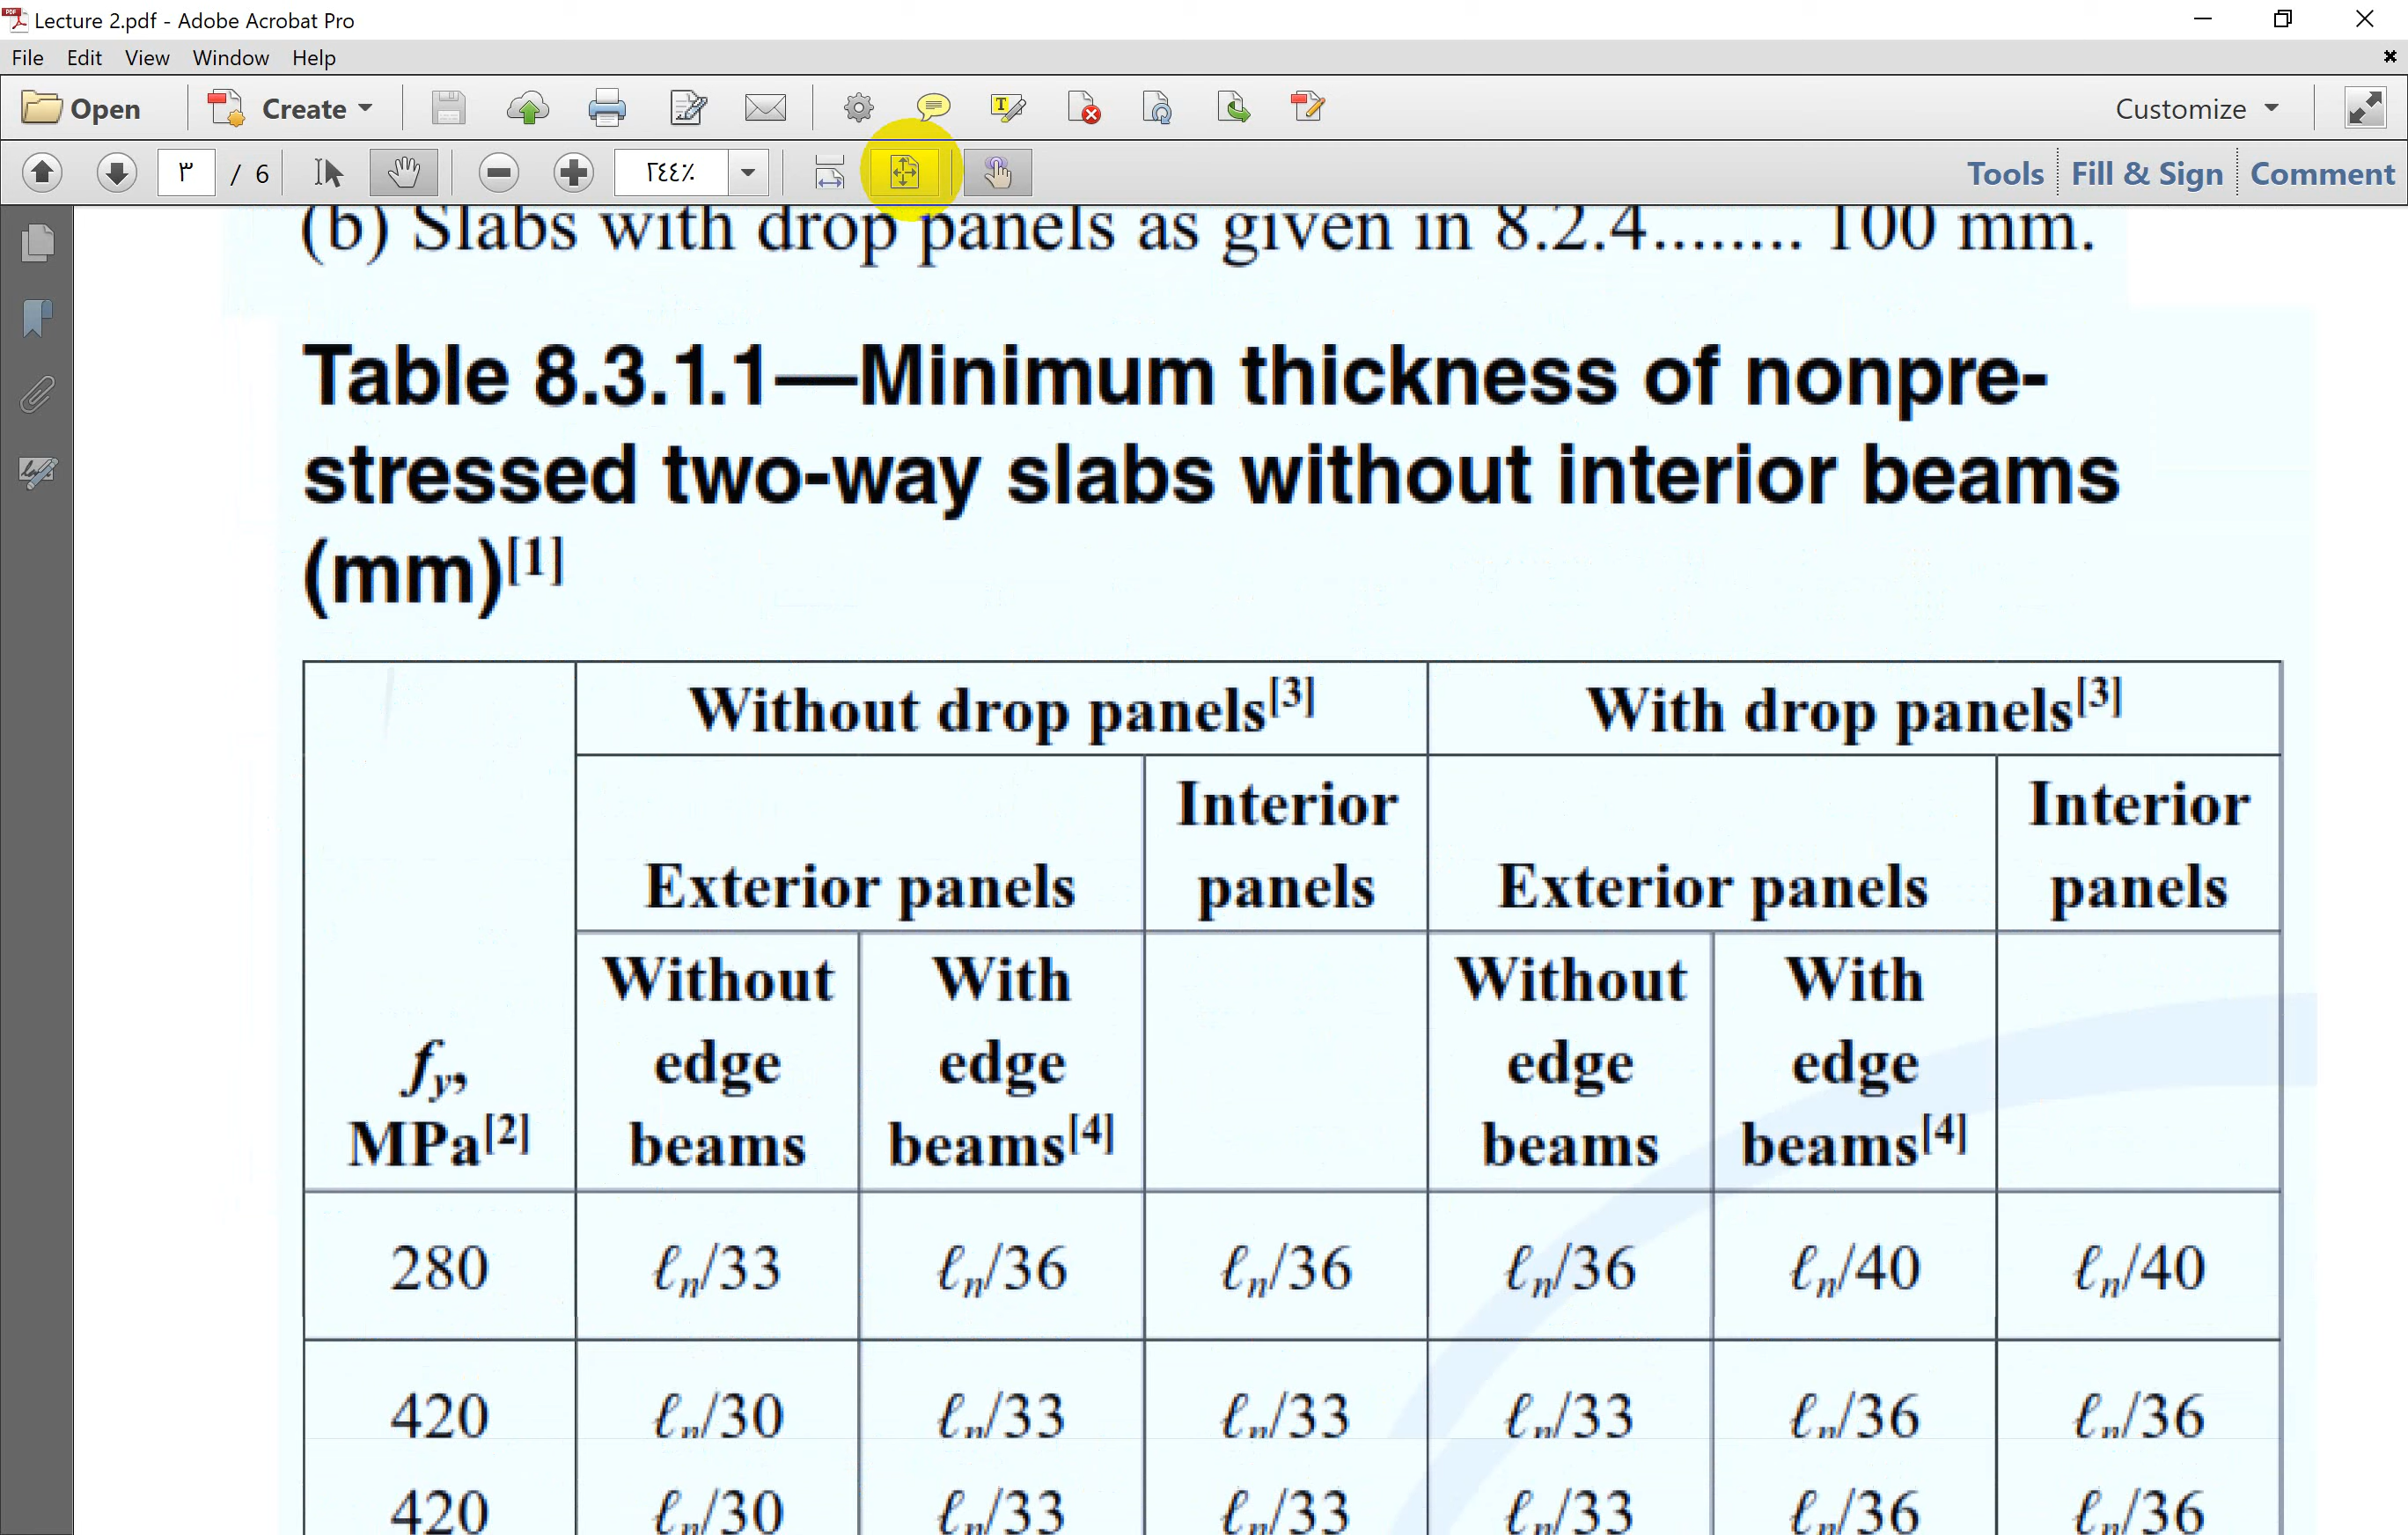 Lecture 2.pdf - Adobe Acrobat Pro
File Edit View Window Help
Open Create Customize
٣ / 6 ٢٤٤٪ Tools Fill & Sign Comment
(b) Slabs with drop panels as given in 8.2.4........ 100 mm.
Table 8.3.1.1—Minimum thickness of nonpre-
stressed two-way slabs without interior beams
(mm)[1]
Without drop panels[3] With drop panels[3]
Exterior panels Interior panels Exterior panels Interior panels
fy, MPa[2] Without edge beams With edge beams[4] Without edge beams With edge beams[4]
280 ℓn/33 ℓn/36 ℓn/36 ℓn/36 ℓn/40 ℓn/40
420 ℓn/30 ℓn/33 ℓn/33 ℓn/33 ℓn/36 ℓn/36
420 ℓn/30 ℓn/33 ℓn/33 ℓn/33 ℓn/36 ℓn/36